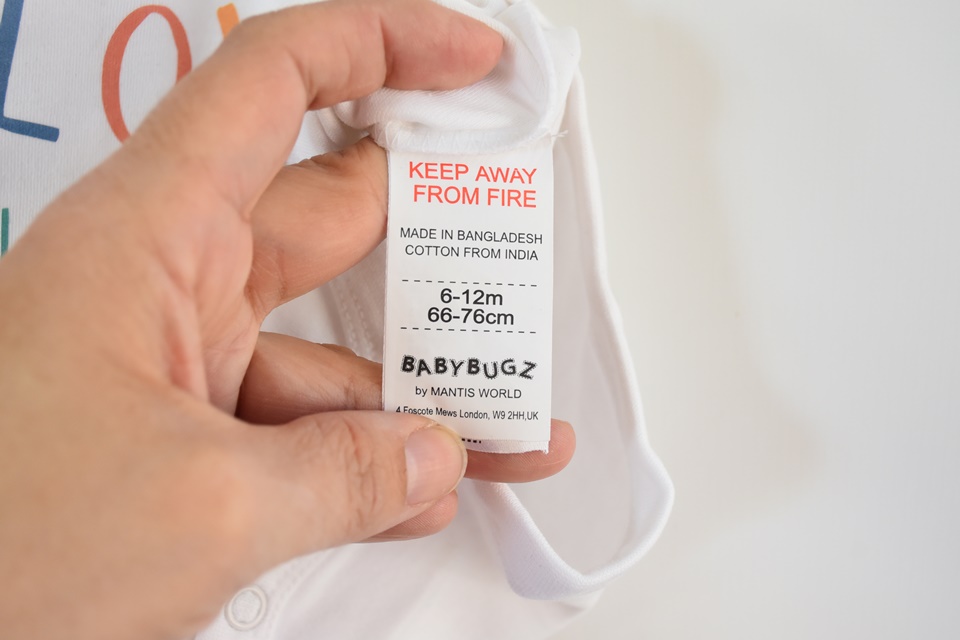 LO
KEEP AWAY
FROM FIRE
MADE IN BANGLADESH
COTTON FROM INDIA
6-12m
66-76cm
BABYBUGZ
by MANTIS WORLD
4 Foscote Mews London, W9 2HH,UK